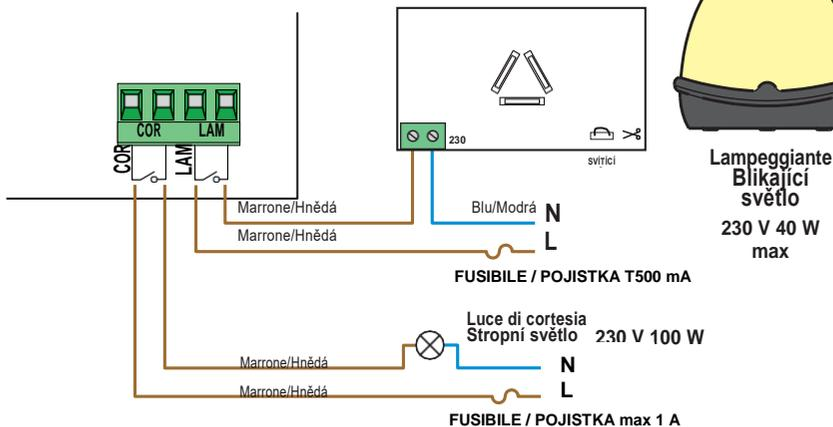 COR
LAM
COR
LAM
230
SVÍTÍCÍ
Lampeggiante
Blikající
světlo
230 V 40 W
max
Marrone/Hnědá
Blu/Modrá
N
Marrone/Hnědá
L
FUSIBILE / POJISTKA T500 mA
Luce di cortesia
Stropní světlo
230 V 100 W
Marrone/Hnědá
N
Marrone/Hnědá
L
FUSIBILE / POJISTKA max 1 A